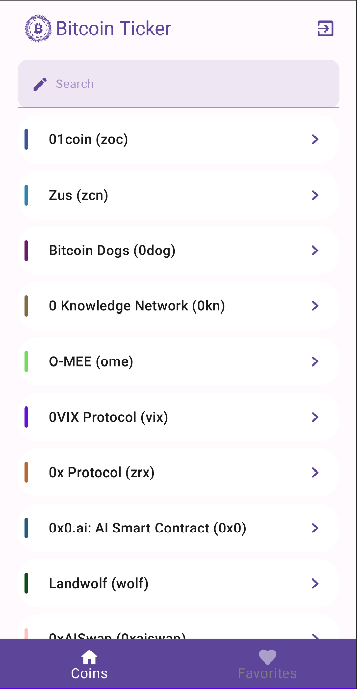 Bitcoin Ticker
Search
01coin (zoc)
Zus (zcn)
Bitcoin Dogs (0dog)
0 Knowledge Network (0kn)
O-MEE (ome)
0VIX Protocol (vix)
0x Protocol (zrx)
0x0.ai: AI Smart Contract (0x0)
Landwolf (wolf)
0xAISwap (0xaiswap)
Coins
Favorites